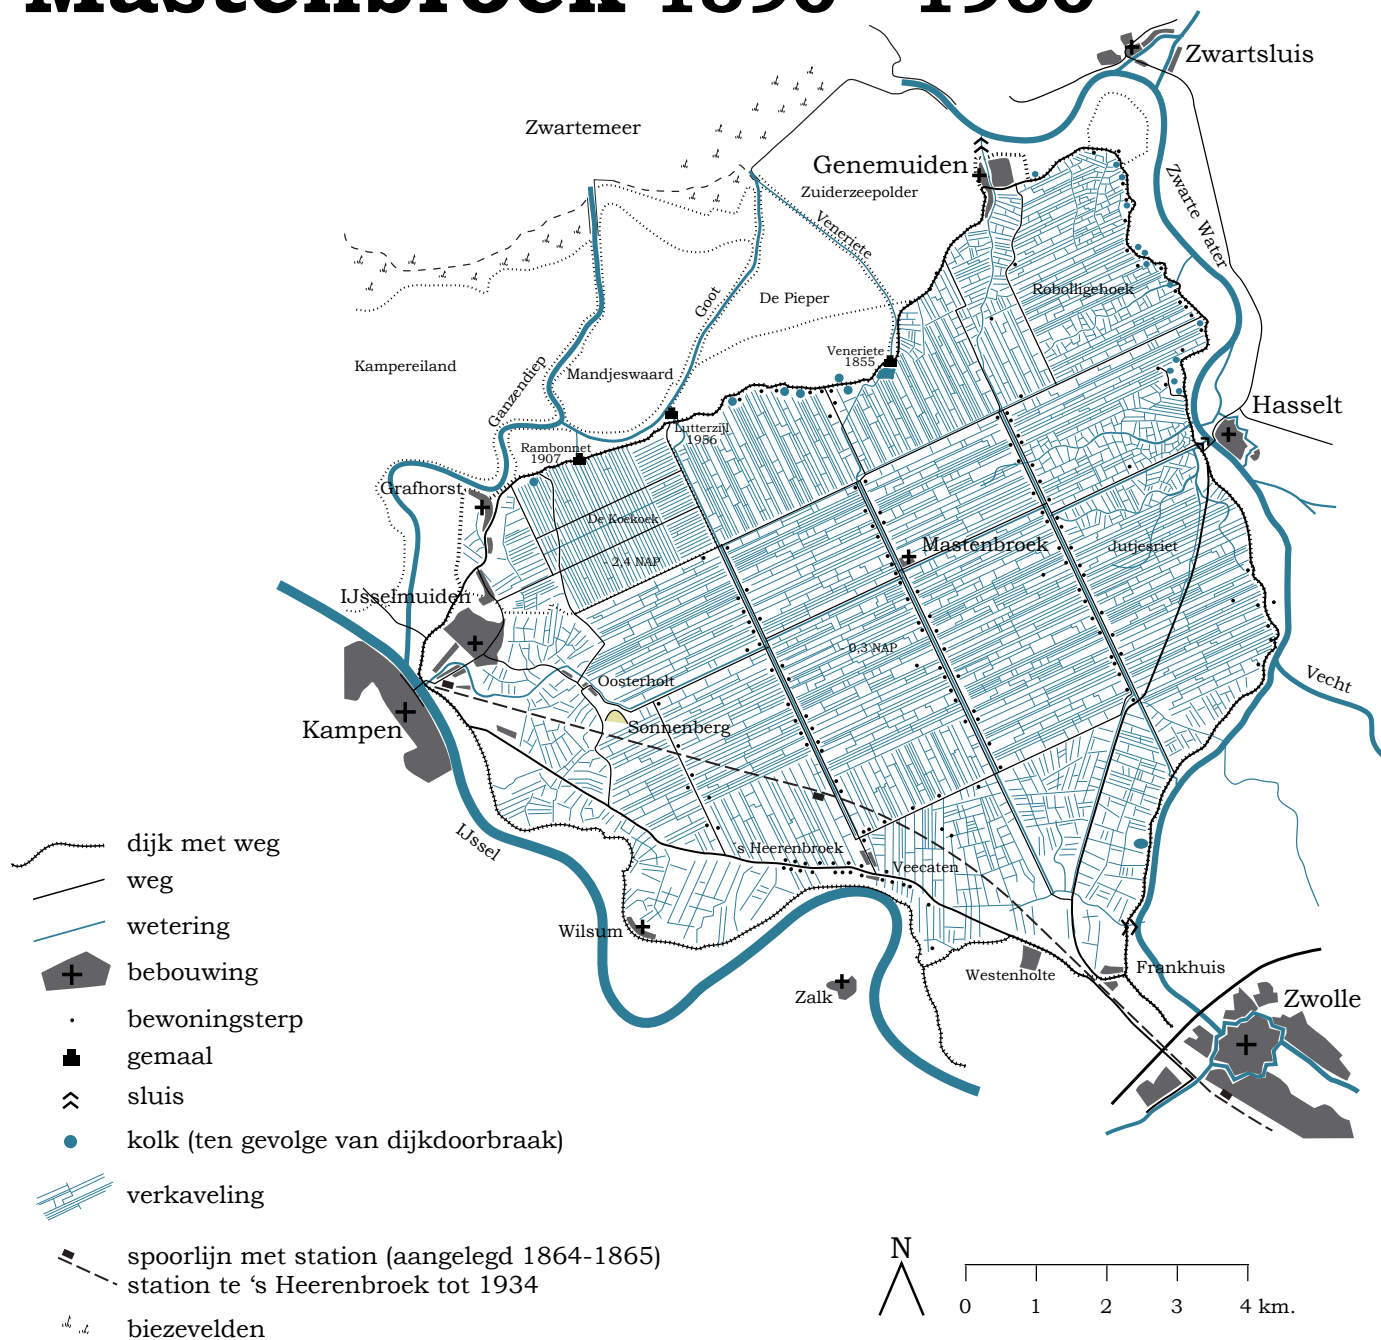 Mastenbroek 1890 - 1980
Zwartsluis
Zwartemeer
Genemuiden
Zuiderzeepolder
Zwarte Water
Veneriete
Robolligehoek
Goot
De Pieper
Veneriete
1855
Kampereiland
Mandjeswaard
Ganzendiep
Hasselt
Lutterzijl
1956
Rambonnet
1907
Grafhorst
De Koekoek
- 2,4 NAP
Mastenbroek
Jutjesriet
IJsselmuiden
- 0,3 NAP
Oosterholt
Vecht
Sonnenberg
Kampen
IJssel
's Heerenbroek
Veecaten
Wilsum
Westenholte
Frankhuis
Zalk
Zwolle
dijk met weg
weg
wetering
bebouwing
bewoningsterp
gemaal
sluis
kolk (ten gevolge van dijkdoorbraak)
verkaveling
spoorlijn met station (aangelegd 1864-1865)
station te ‘s Heerenbroek tot 1934
biezevelden
N
0 1 2 3 4 km.